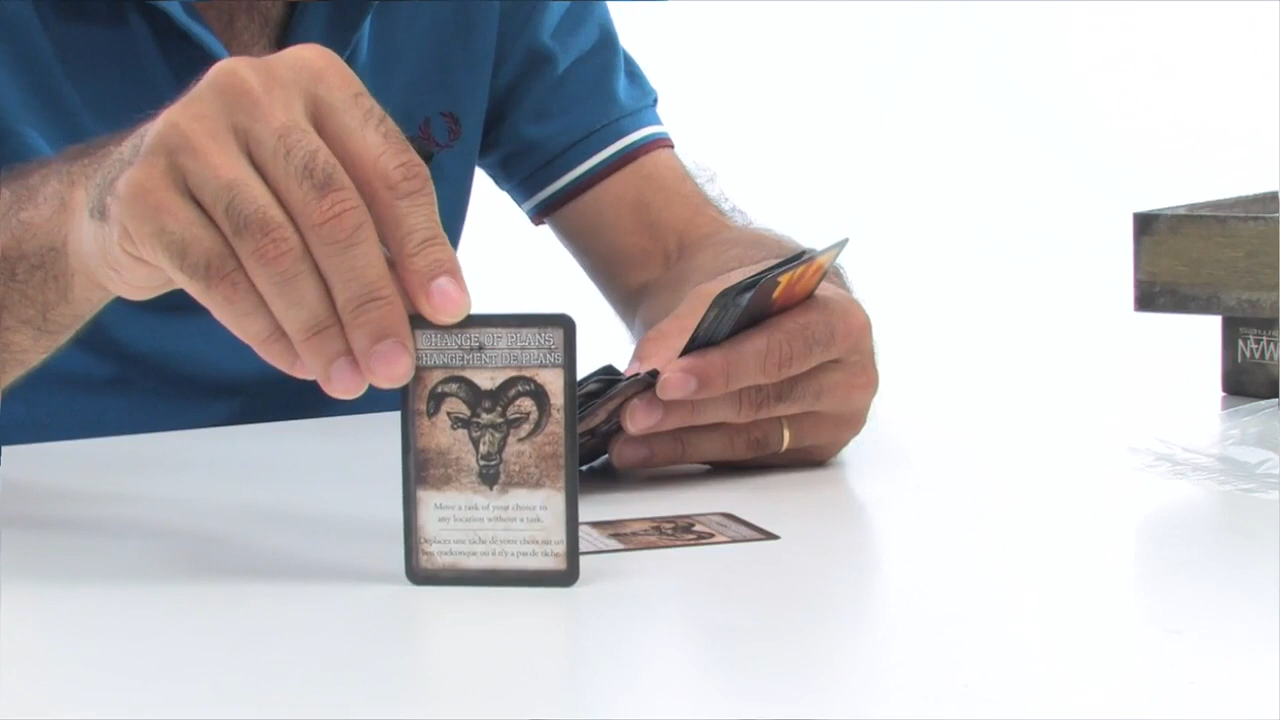 CHANGE OF PLANS
CHANGEMENT DE PLANS
Move a task of your choice to
any location without a task.
Déplacez une tâche de votre choix sur un
lieu quelconque où il n'y a pas de tâche.
MAN